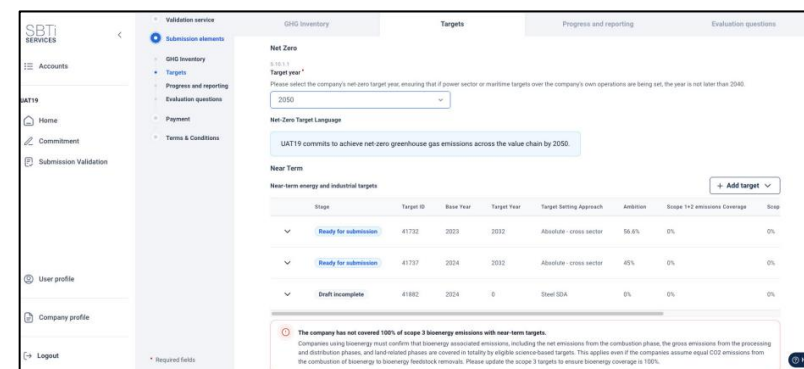 SBTi
SERVICES
Accounts
UAT19
Home
Commitment
Submission Validation
User profile
Company profile
Logout
Validation service
Submission elements
GHG Inventory
Targets
Progress and reporting
Evaluation questions
Payment
Terms & Conditions
* Required fields
GHG Inventory Targets Progress and reporting Evaluation questions
Net Zero
Target year *
Please select the company's net-zero target year, ensuring that if power sector or maritime targets over the company's own operations are being set, the year is not later than 2040.
2050
Net-Zero Target Language
UAT19 commits to achieve net-zero greenhouse gas emissions across the value chain by 2050.
Near Term
Near-term energy and industrial targets
+ Add target
Stage Target ID Base Year Target Year Target Setting Approach Ambition Scope 1+2 emissions Coverage Scop
Ready for submission 41732 2023 2032 Absolute - cross sector 56.6% 0% 0%
Ready for submission 41737 2024 2032 Absolute - cross sector 45% 0% 0%
Draft incomplete 41882 2024 0 Steel SDA 0% 0% 0%
The company has not covered 100% of scope 3 bioenergy emissions with near-term targets.
Companies using bioenergy must confirm that bioenergy associated emissions, including the net emissions from the combustion phase, the gross emissions from the processing
and distribution phases, and land-related phases are covered in totality by eligible science-based targets. This applies even if the companies assume equal CO2 emissions from
the combustion of bioenergy to bioenergy feedstock removals. Please update the scope 3 targets to ensure bioenergy coverage is 100%.